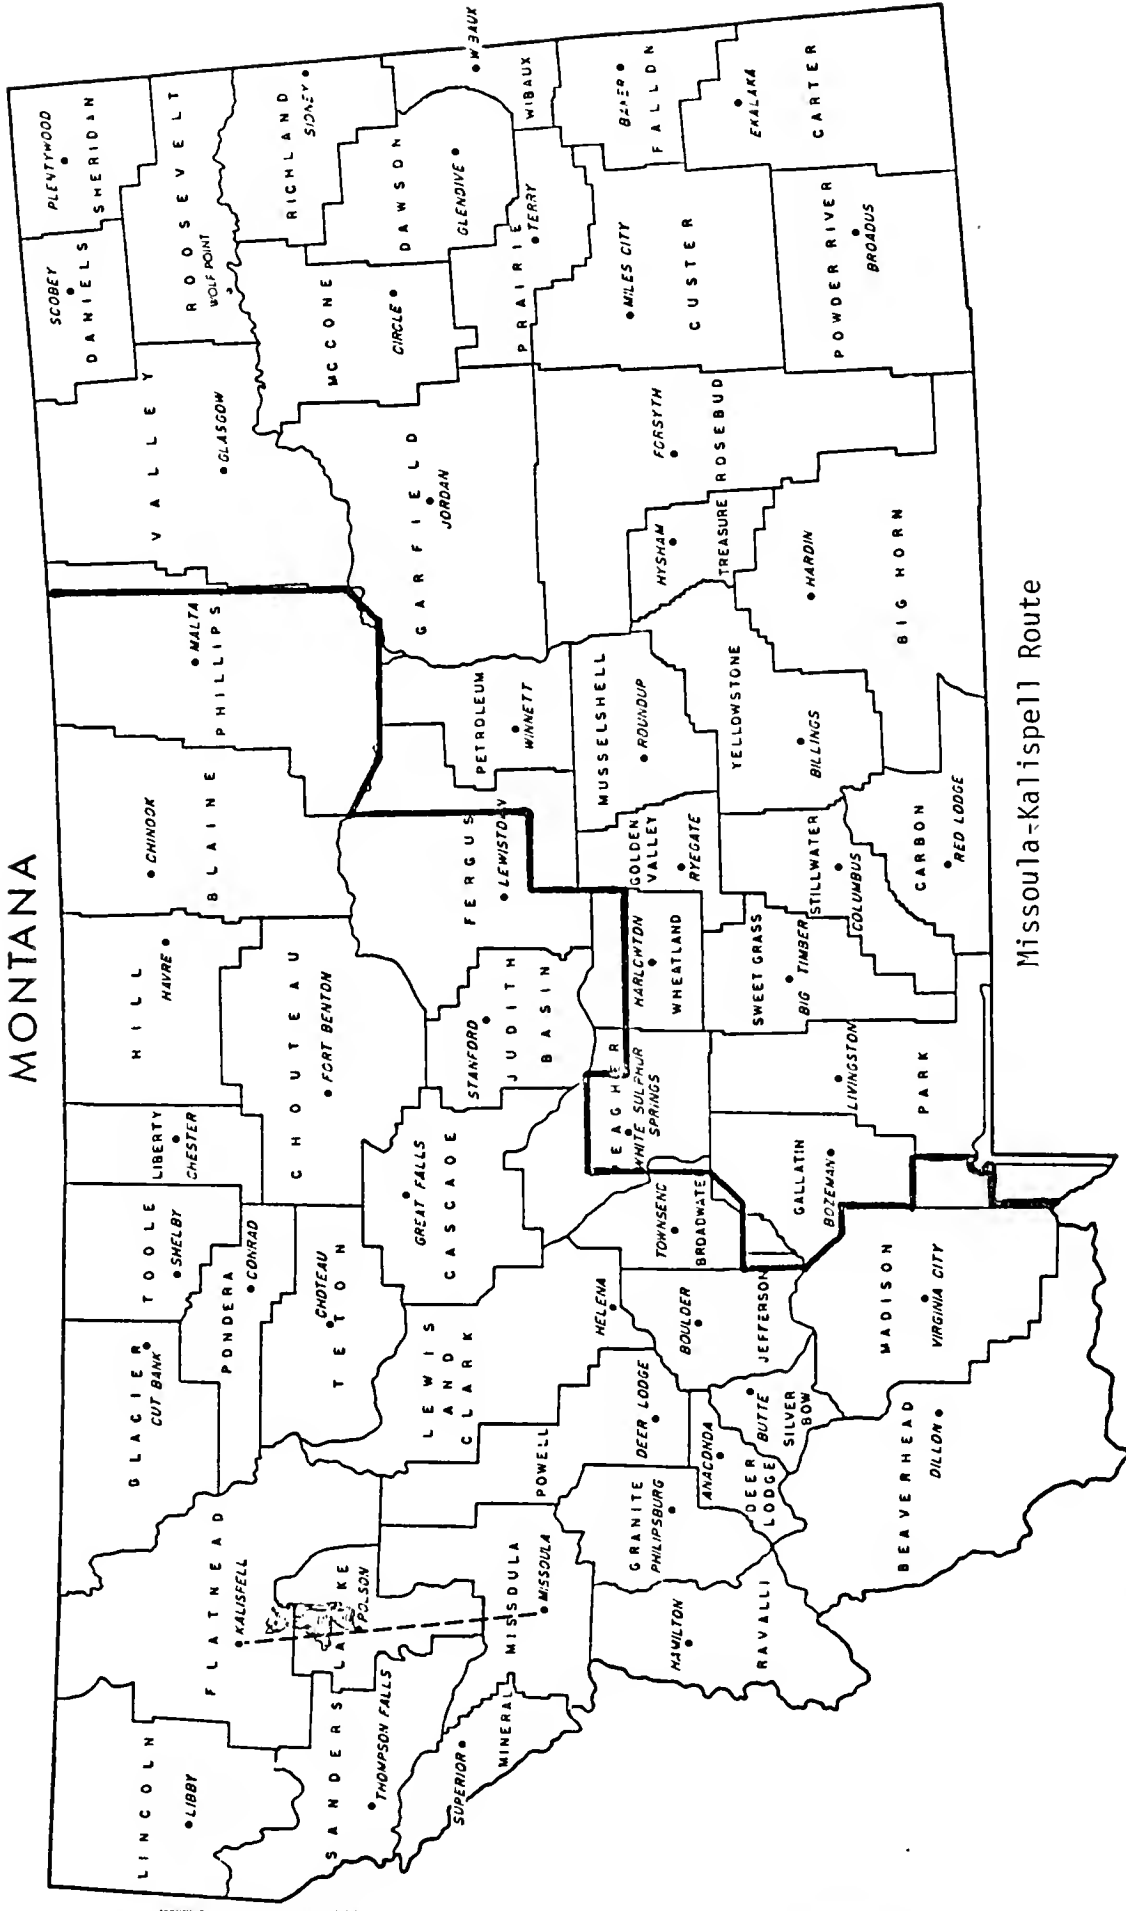 MONTANA
LINCOLN
LIBBY
FLATNEAD
KALISFELL
GLACIER
CUT BANK
TOOLE
SHELBY
LIBERTY
CHESTER
HILL
HAVRE
BLAINE
CHINOOK
PHILLIPS
MALTA
VALLEY
GLASGOW
SCOBEY
DANIELS
PLENTYWOOD
SHERIDAN
ROOSEVELT
WOLF POINT
RICHLAND
SIDNEY
SANDERS
THOMPSON FALLS
LAKE
POLSON
PONDERA
CONRAD
TETON
CHOTEAU
CHOUTEAU
FORT BENTON
MCCONE
CIRCLE
DAWSON
GLENDIVE
WIBAUX
SUPERIOR
MINERAL
MISSDULA
MISSOULA
POWELL
LEWIS
AND
CLARK
HELENA
CASCADE
GREAT FALLS
JUDITH
BASIN
STANFORD
FERGUS
LEWISTOWN
PETROLEUM
WINNETT
GARFIELD
JORDAN
PRAIRIE
TERRY
HAMILTON
RAVALLI
GRANITE
PHILIPSBURG
DEER LODGE
ANACONDA
DEER
LODGE
BUTTE
SILVER
BOW
BOULDER
JEFFERSON
TOWNSEND
BROADWATER
MEAGHER
WHITE SULPHUR
SPRINGS
HARLOWTON
WHEATLAND
GOLDEN
VALLEY
RYEGATE
MUSSELSHELL
ROUNDUP
HYSHAM
TREASURE
FORSYTH
ROSEBUD
MILES CITY
CUSTER
BAKER
FALLON
EKALAKA
CARTER
BEAVERHEAD
DILLON
MADISON
VIRGINIA CITY
GALLATIN
BOZEMAN
PARK
LIVINGSTON
SWEET GRASS
BIG TIMBER
STILLWATER
COLUMBUS
CARBON
RED LODGE
YELLOWSTONE
BILLINGS
BIG HORN
HARDIN
POWDER RIVER
BROADUS
Missoula-Kalispell Route